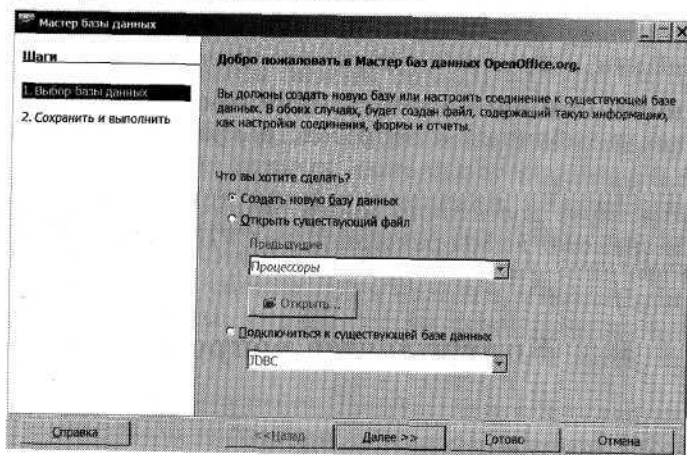 Мастер базы данных
Шаги
1. Выбор базы данных
2. Сохранить и выполнить
Добро пожаловать в Мастер баз данных OpenOffice.org.
Вы должны создать новую базу или настроить соединение к существующей базе
данных. В обоих случаях, будет создан файл, содержащий такую информацию,
как настройки соединения, формы и отчеты.
Что вы хотите сделать?
Создать новую базу данных
Открыть существующий файл
Предыдущие
Процессоры
Открыть...
Подключиться к существующей базе данных
JDBC
Справка
<<Назад
Далее >>
Готово
Отмена